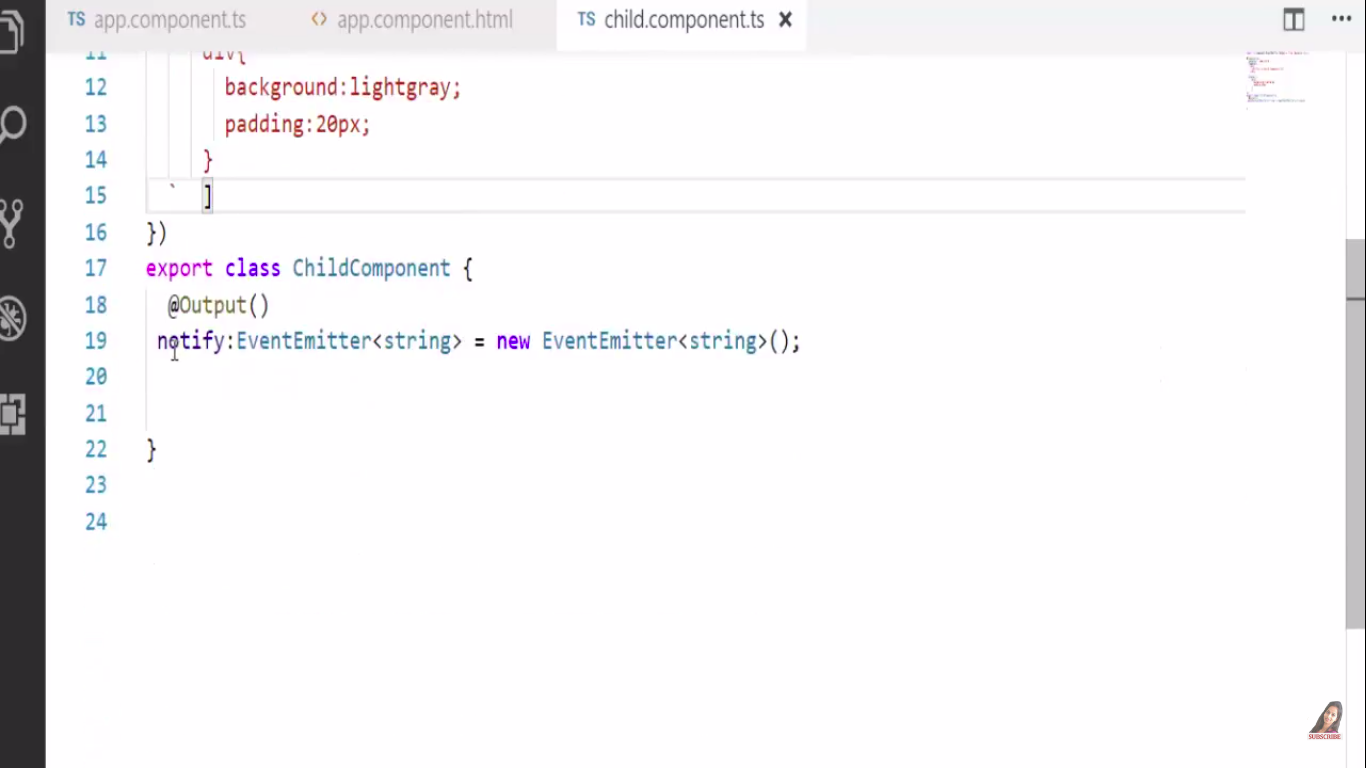 TS app.component.ts <> app.component.html TS child.component.ts ×
11 div{
12 background:lightgray;
13 padding:20px;
14 }
15 ` ]
16 })
17 export class ChildComponent {
18 @Output()
19 notify:EventEmitter<string> = new EventEmitter<string>();
20
21
22 }
23
24
SUBSCRIBE